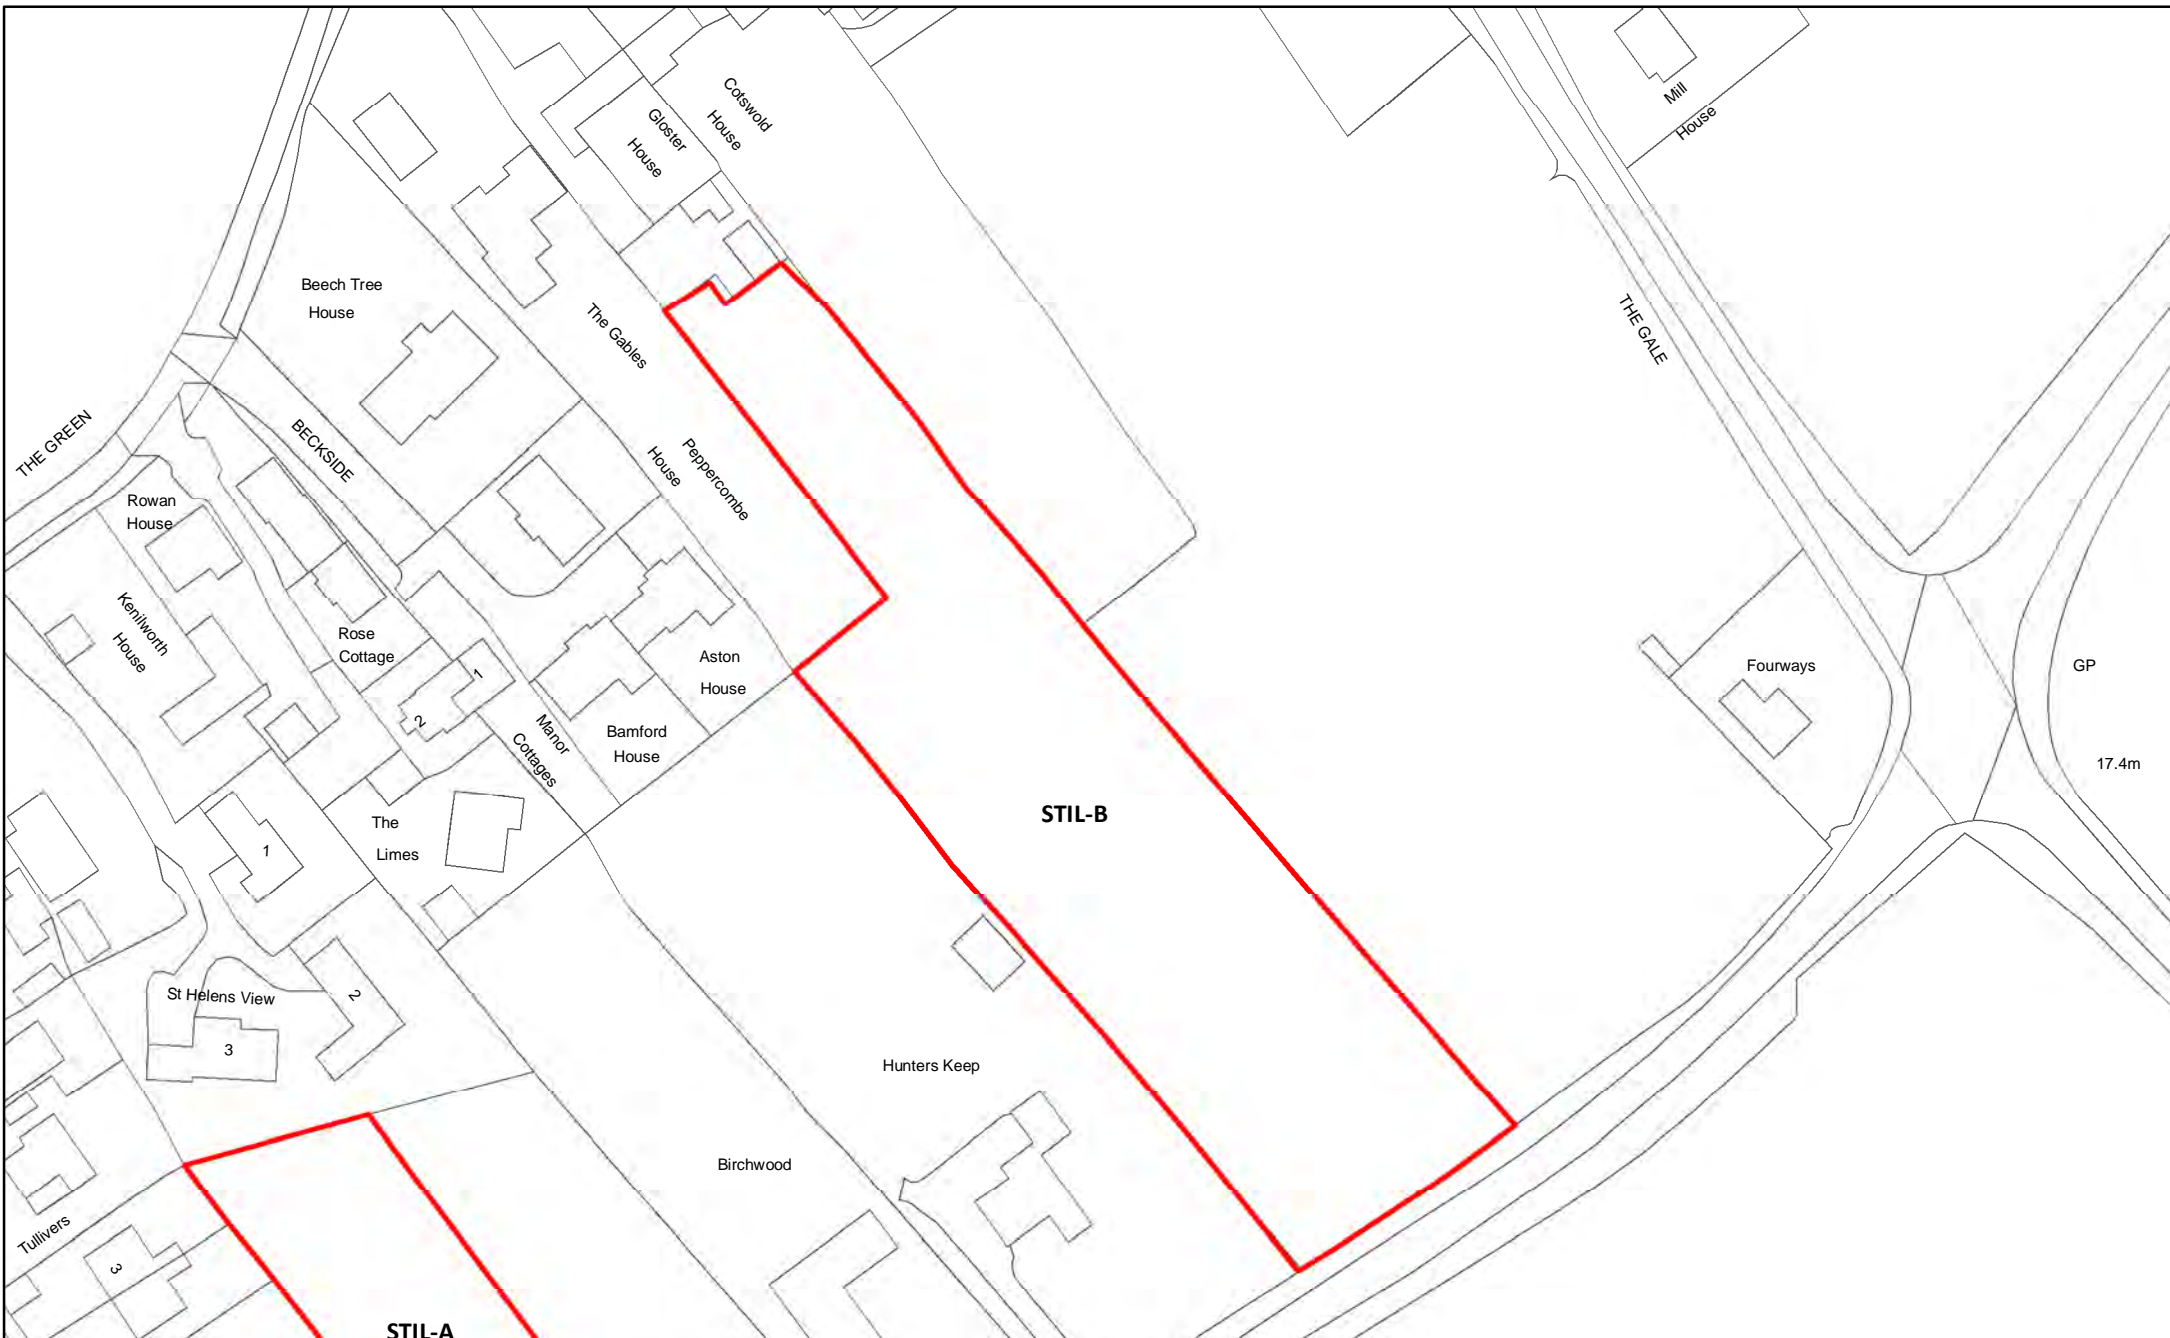 Cotswold
House
Gloster
House
Mill
House
Beech Tree
House
The Gables
THE GALE
THE GREEN
BECKSIDE
Peppercombe
House
Rowan
House
Kenilworth
House
Rose
Cottage
1
2
Aston
House
Fourways
GP
Manor
Cottages
Bamford
House
17.4m
STIL-B
The
Limes
1
St Helens View
2
3
Hunters Keep
Birchwood
Tullivers
3
STIL-A